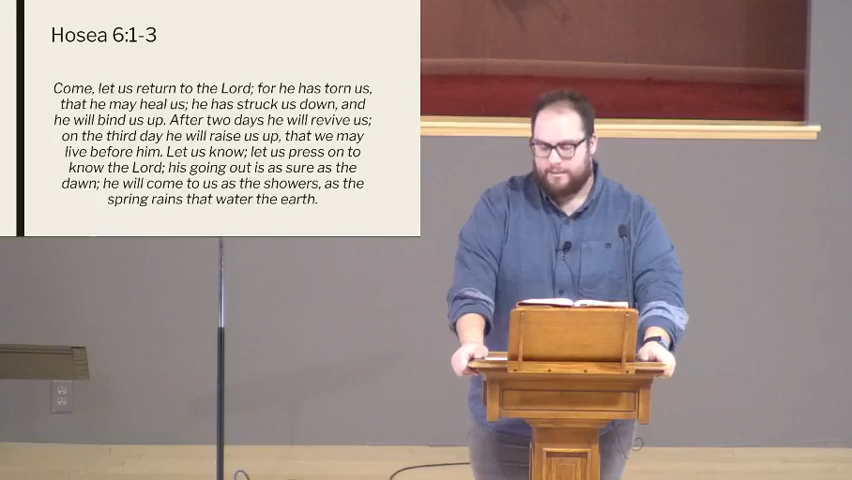 Hosea 6:1-3
Come, let us return to the Lord; for he has torn us,
that he may heal us; he has struck us down, and
he will bind us up. After two days he will revive us;
on the third day he will raise us up, that we may
live before him. Let us know; let us press on to
know the Lord; his going out is as sure as the
dawn; he will come to us as the showers, as the
spring rains that water the earth.